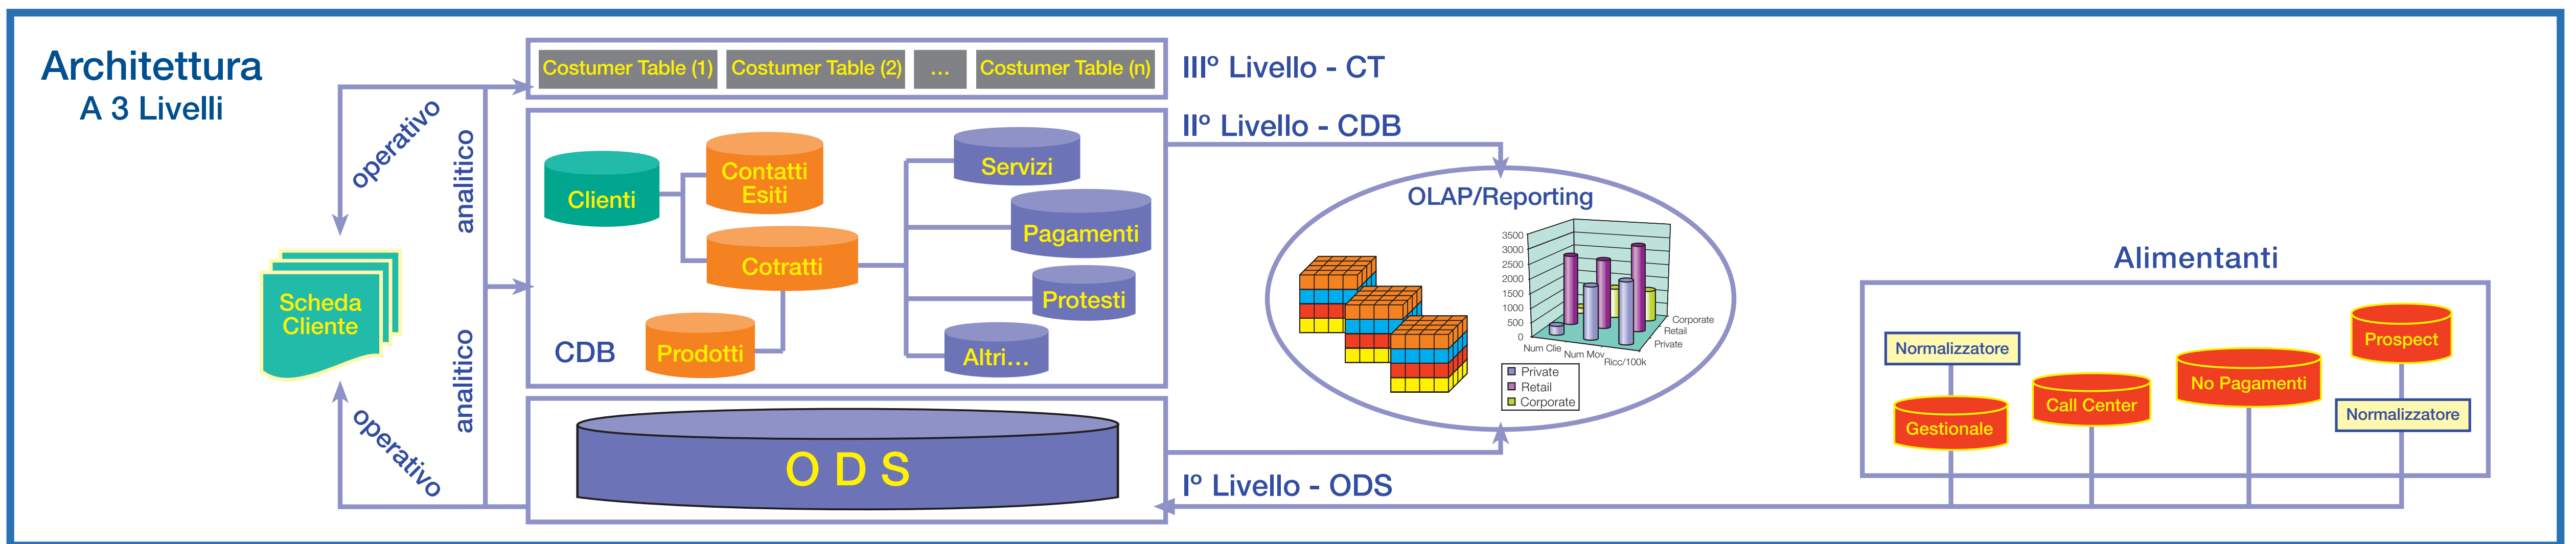 Architettura
A 3 Livelli
operativo
analitico
Scheda
Cliente
analitico
operativo
Costumer Table (1)
Costumer Table (2)
...
Costumer Table (n)
IIIº Livello - CT
IIº Livello - CDB
Clienti
Contatti
Esiti
Cotratti
Prodotti
CDB
Servizi
Pagamenti
Protesti
Altri...
O D S
Iº Livello - ODS
OLAP/Reporting
3500
3000
2500
2000
1500
1000
500
0
Num Clie
Num Mov
Ricc/100k
Corporate
Retail
Private
Private
Retail
Corporate
Alimentanti
Normalizzatore
Gestionale
Call Center
No Pagamenti
Prospect
Normalizzatore